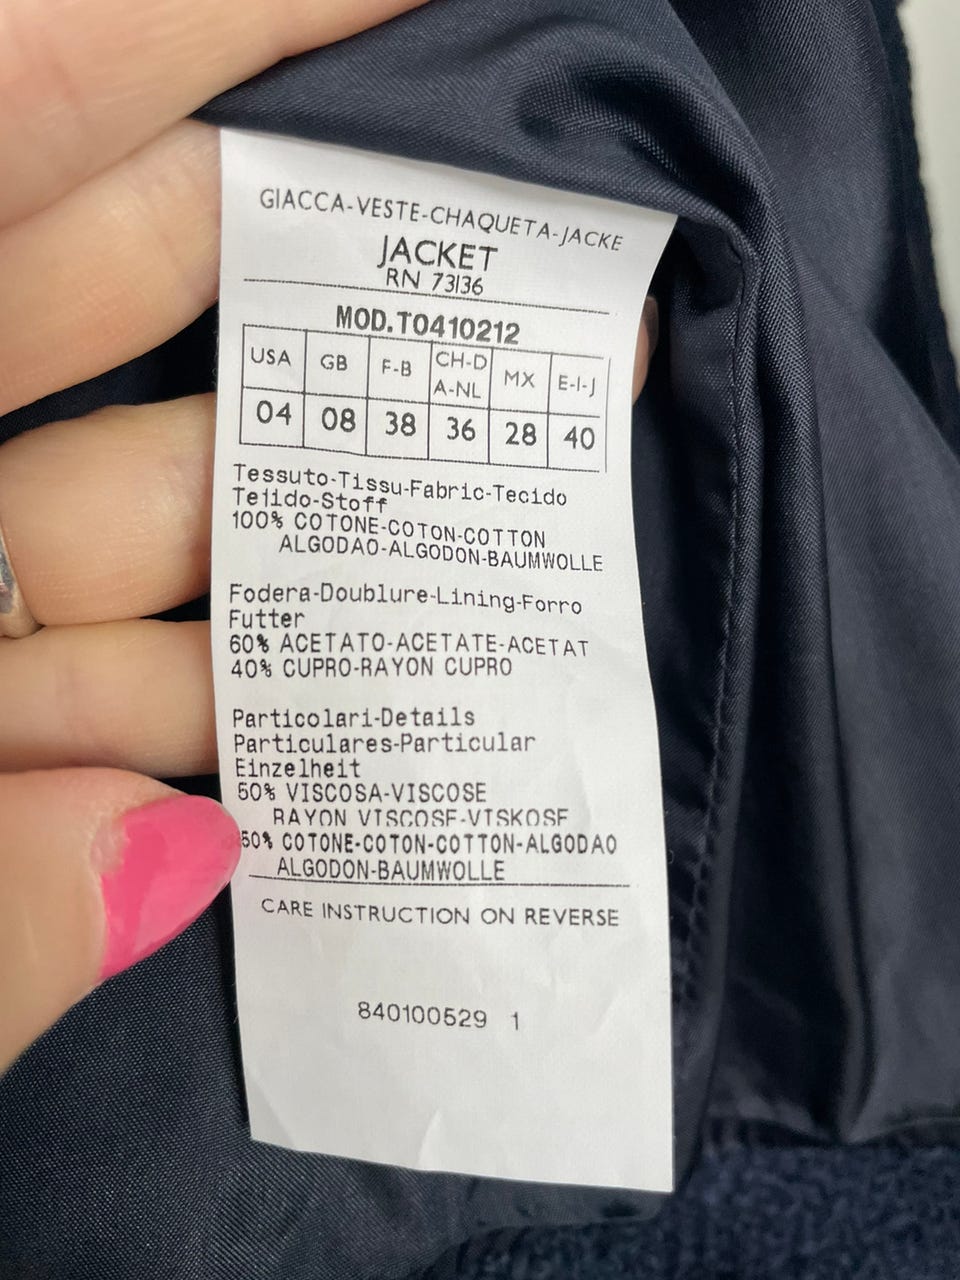 GIACCA-VESTE-CHAQUETA-JACKE
JACKET
RN 73136
MOD.T0410212
USA GB F-B CH-D A-NL MX E-I-J
04 08 38 36 28 40
Tessuto-Tissu-Fabric-Tecido
Tejido-Stoff
100% COTONE-COTON-COTTON
ALGODAO-ALGODON-BAUMWOLLE
Fodera-Doublure-Lining-Forro
Futter
60% ACETATO-ACETATE-ACETAT
40% CUPRO-RAYON CUPRO
Particolari-Details
Particulares-Particular
Einzelheit
50% VISCOSA-VISCOSE
RAYON VISCOSE-VISKOSE
50% COTONE-COTON-COTTON-ALGODAO
ALGODON-BAUMWOLLE
CARE INSTRUCTION ON REVERSE
840100529 1